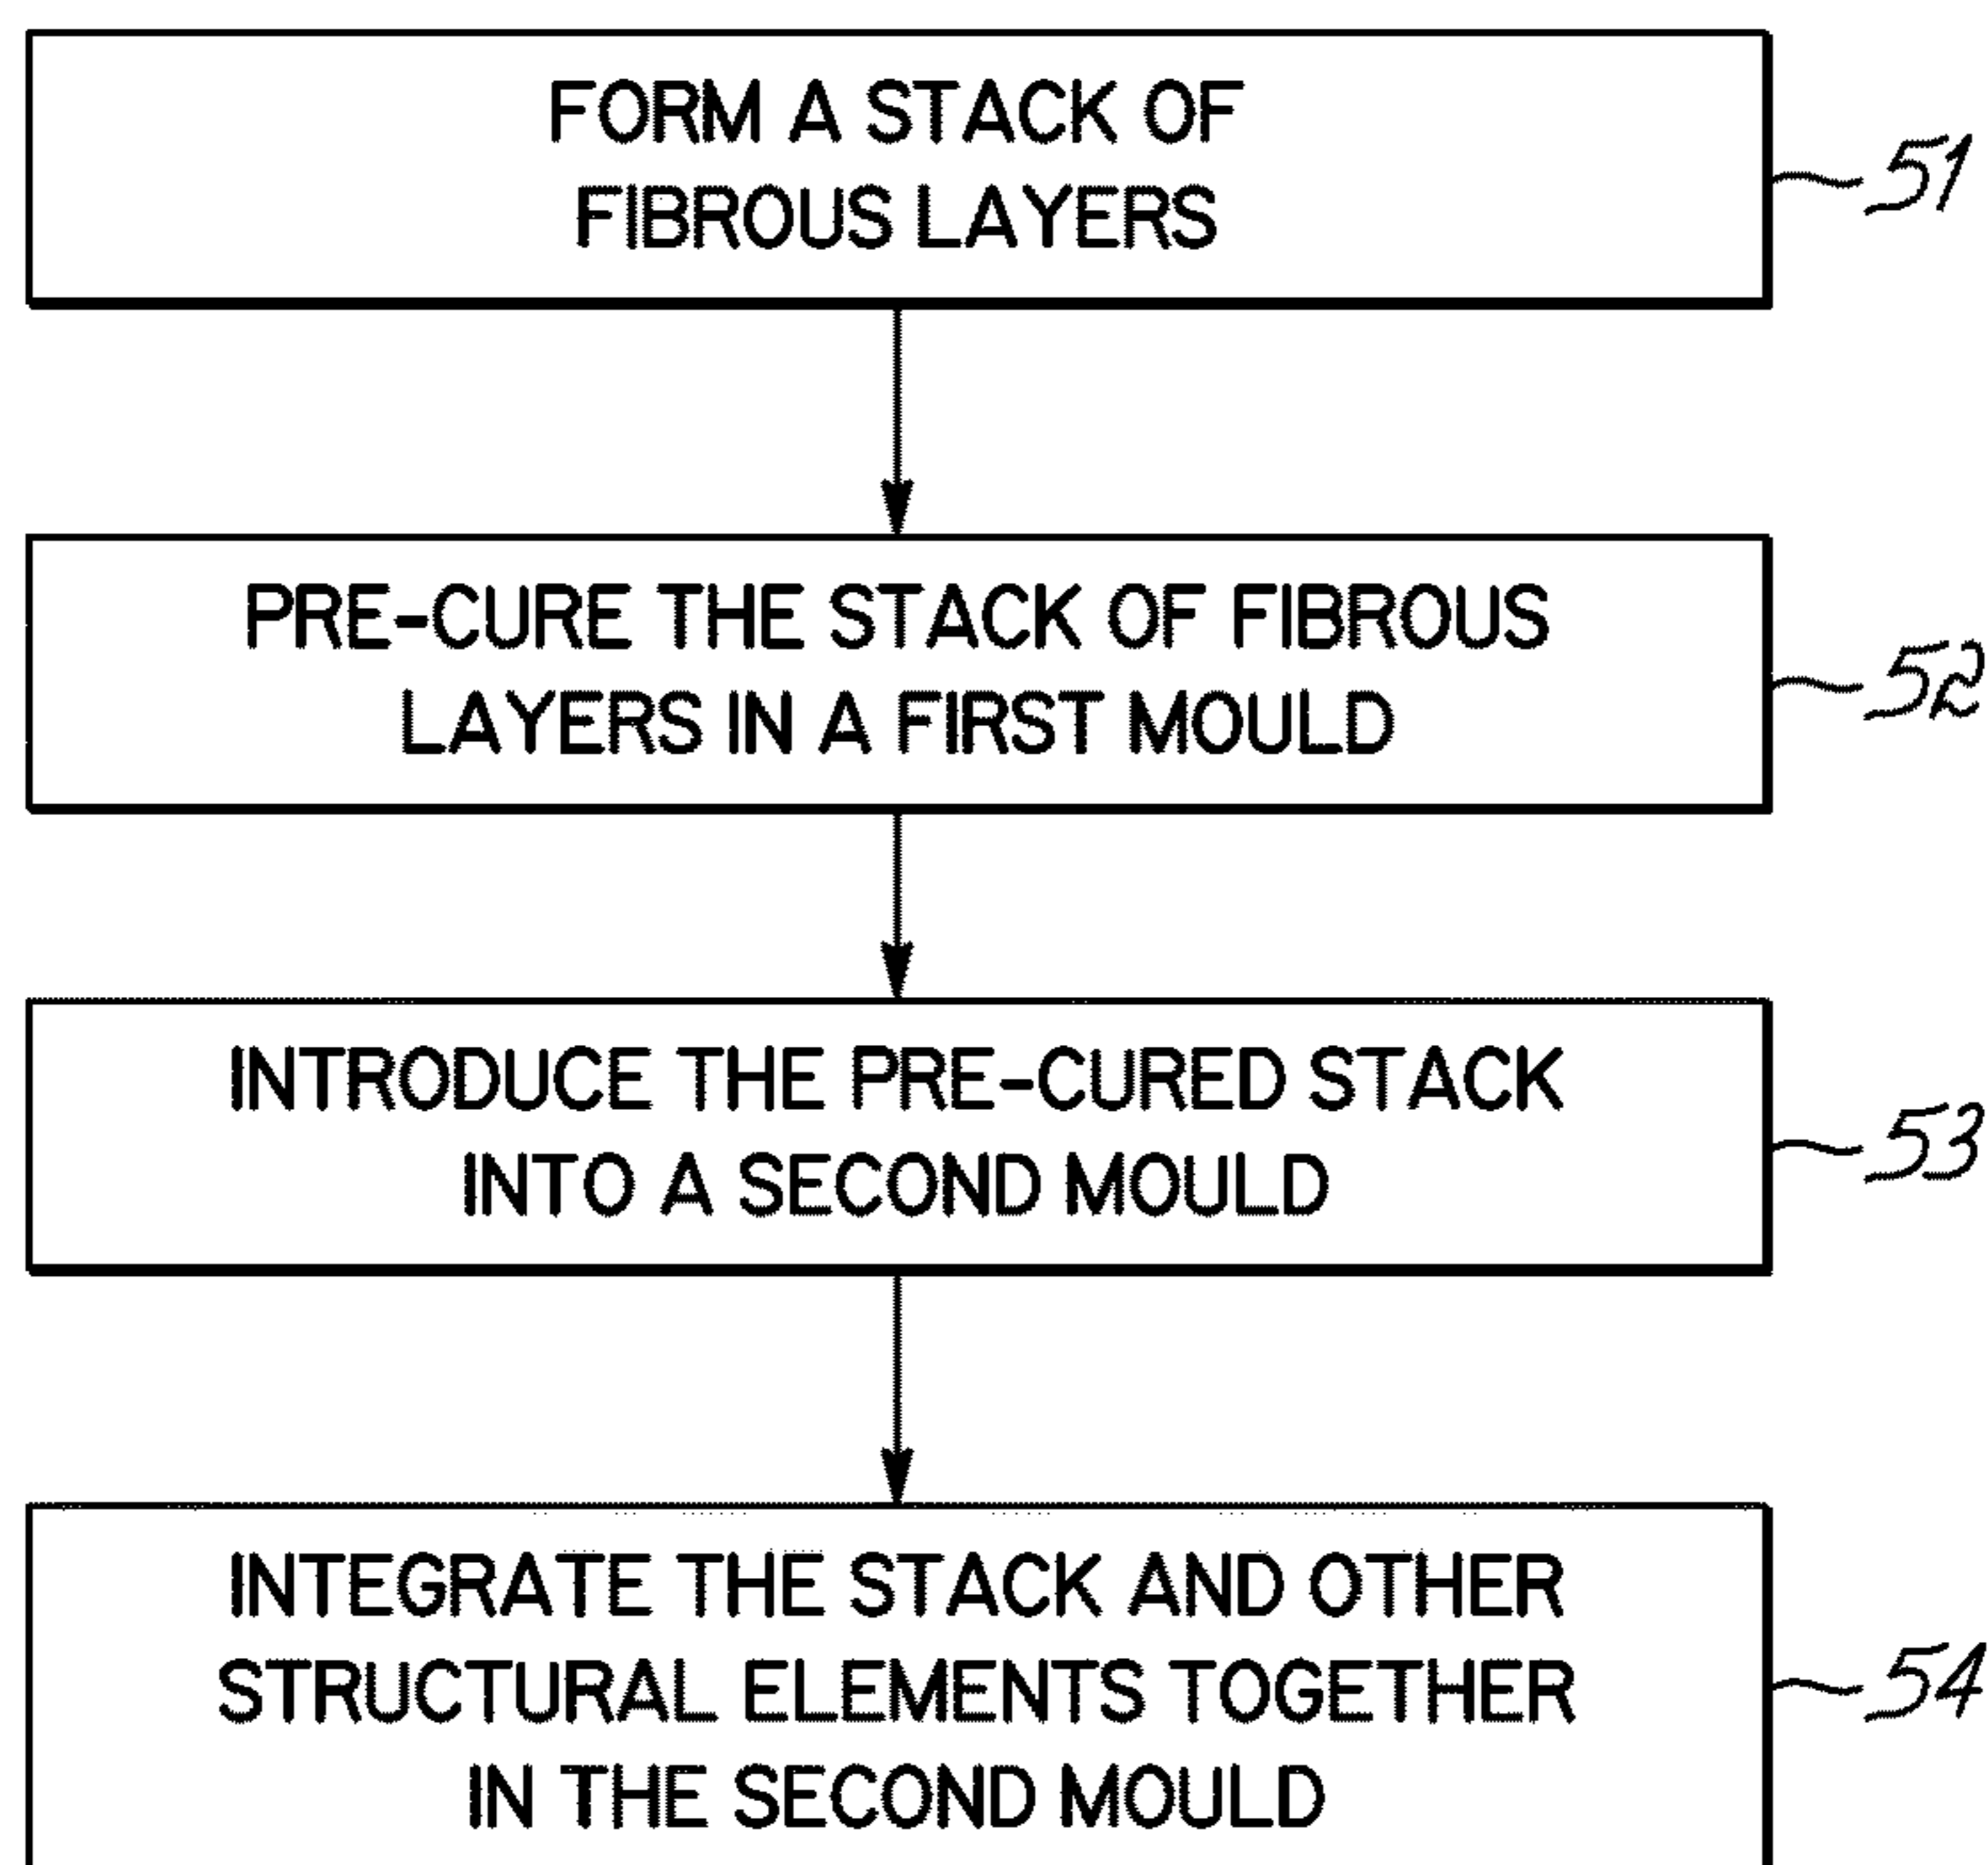 FORM A STACK OF
FIBROUS LAYERS
51
PRE-CURE THE STACK OF FIBROUS
LAYERS IN A FIRST MOULD
52
INTRODUCE THE PRE-CURED STACK
INTO A SECOND MOULD
53
INTEGRATE THE STACK AND OTHER
STRUCTURAL ELEMENTS TOGETHER
IN THE SECOND MOULD
54